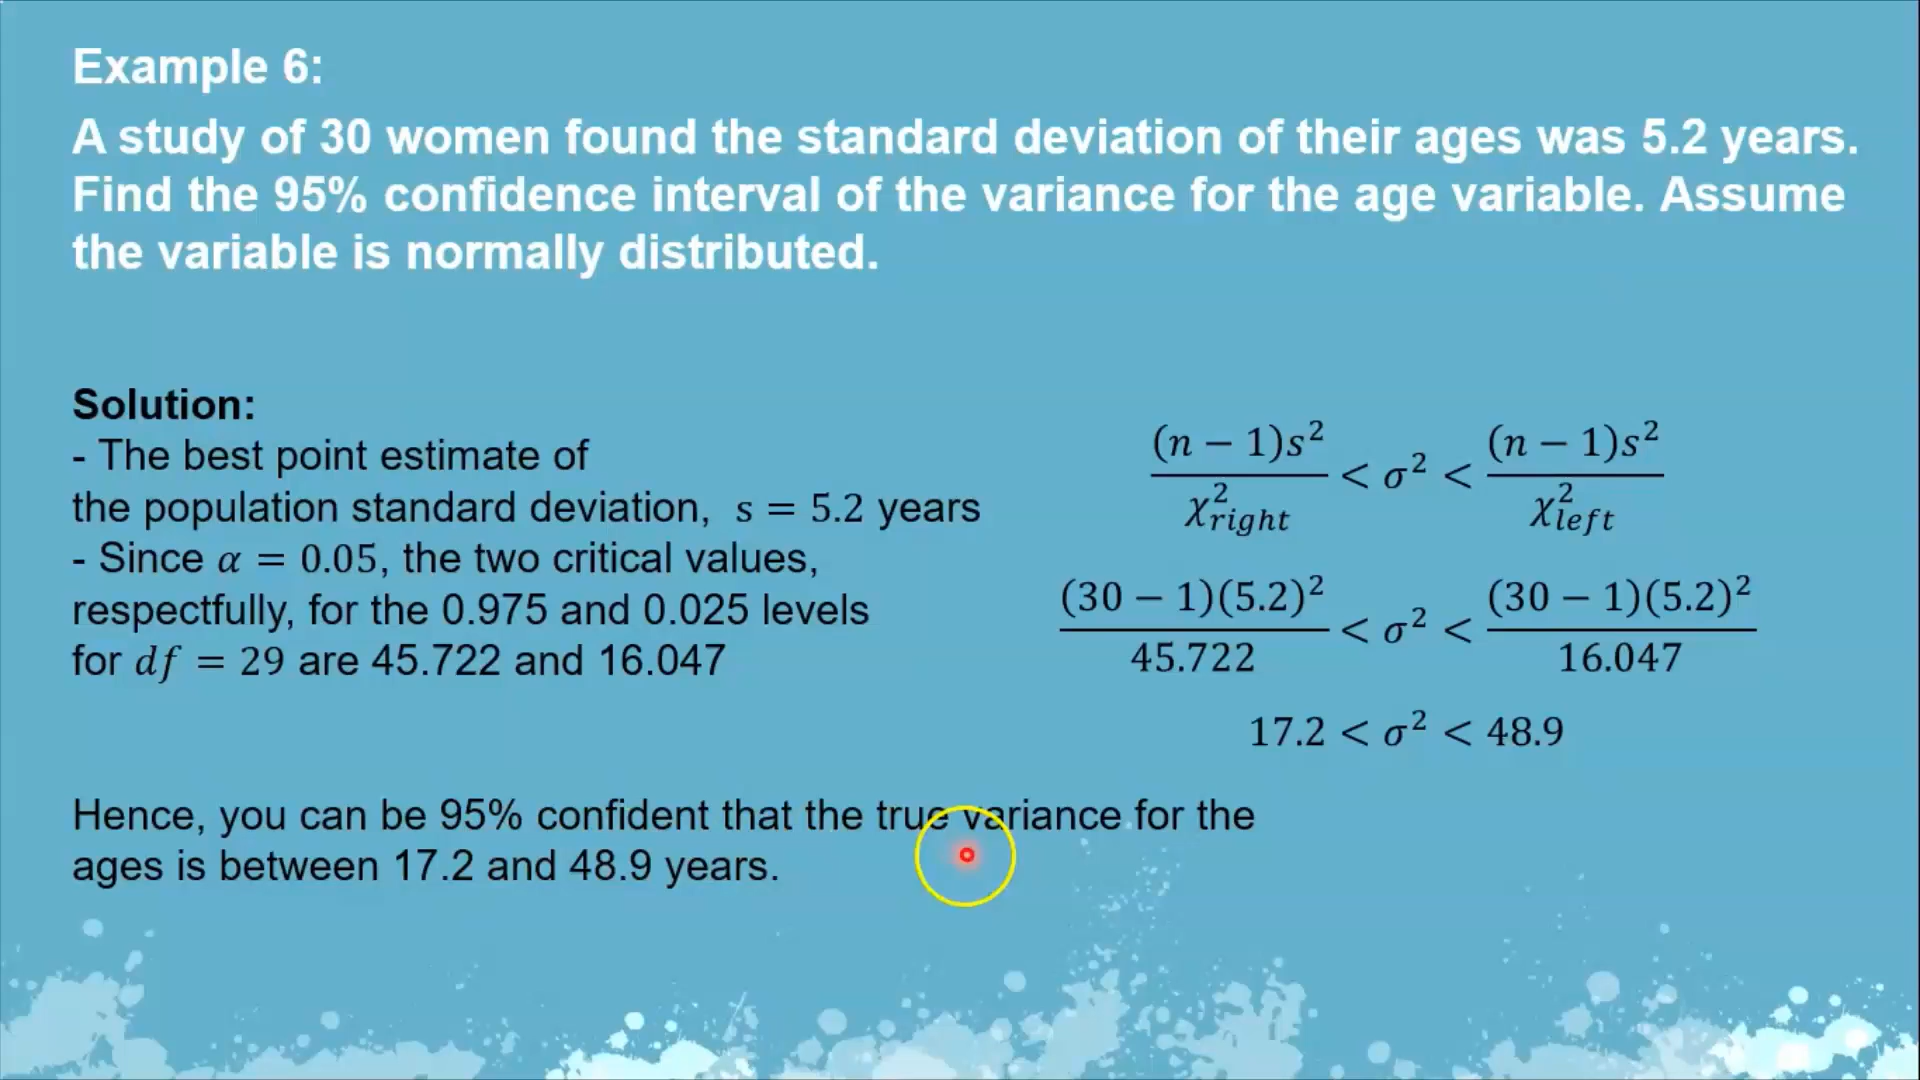 Example 6:
A study of 30 women found the standard deviation of their ages was 5.2 years.
Find the 95% confidence interval of the variance for the age variable. Assume
the variable is normally distributed.
Solution:
- The best point estimate of
the population standard deviation, s = 5.2 years
- Since α = 0.05, the two critical values,
respectfully, for the 0.975 and 0.025 levels
for df = 29 are 45.722 and 16.047
(n − 1)s² / χ²right < σ² < (n − 1)s² / χ²left
(30 − 1)(5.2)² / 45.722 < σ² < (30 − 1)(5.2)² / 16.047
17.2 < σ² < 48.9
Hence, you can be 95% confident that the true variance for the
ages is between 17.2 and 48.9 years.